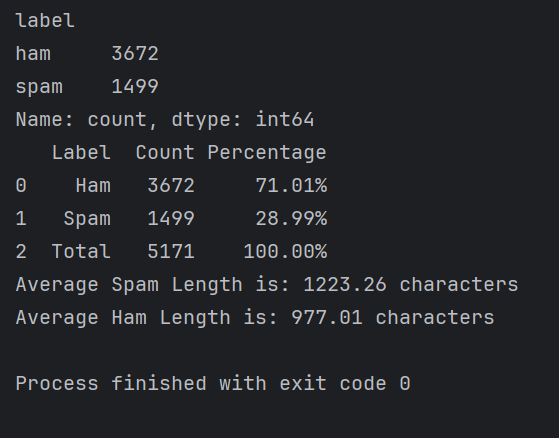 label
ham     3672
spam    1499
Name: count, dtype: int64
   Label  Count Percentage
0    Ham   3672     71.01%
1   Spam   1499     28.99%
2  Total   5171    100.00%
Average Spam Length is: 1223.26 characters
Average Ham Length is: 977.01 characters

Process finished with exit code 0